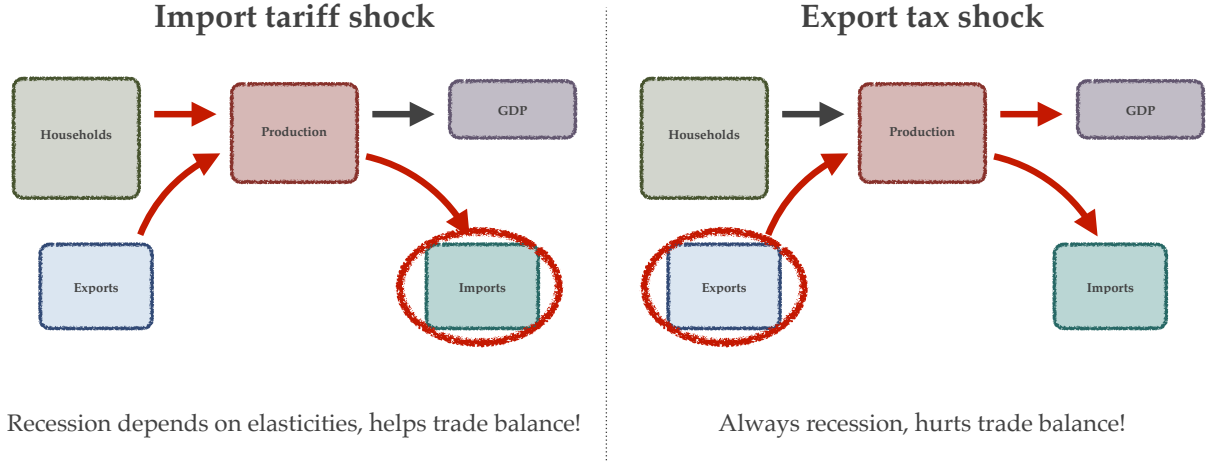 Import tariff shock
Households
Production
GDP
Exports
Imports
Recession depends on elasticities, helps trade balance!
Export tax shock
Households
Production
GDP
Exports
Imports
Always recession, hurts trade balance!